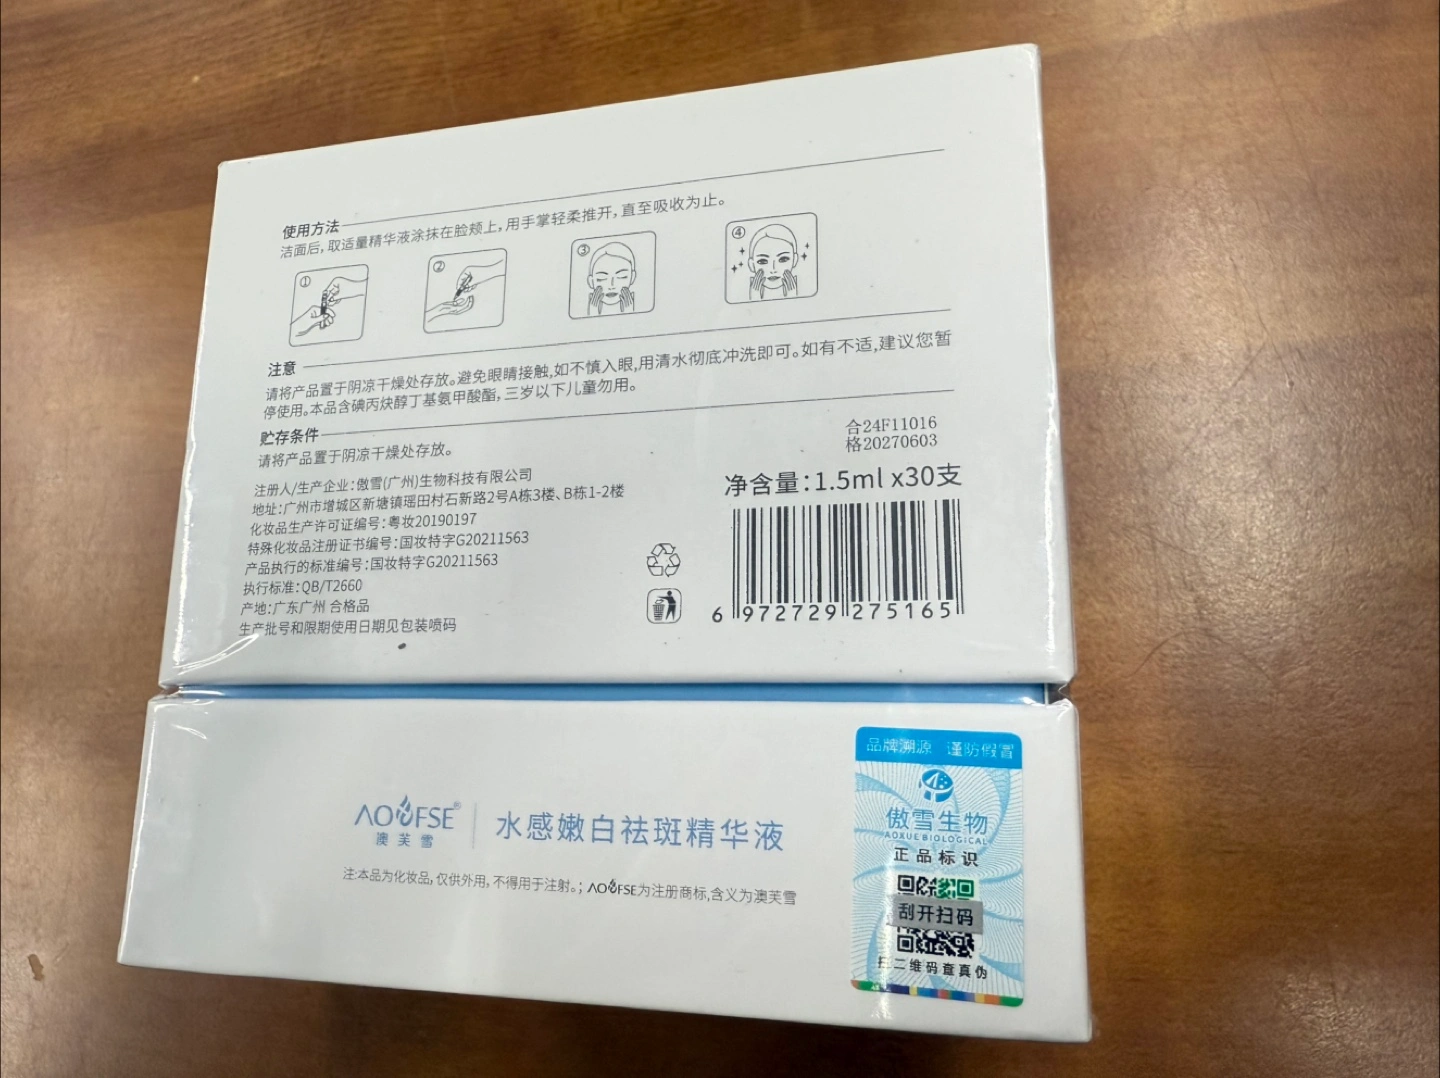 使用方法
洁面后，取适量精华液涂抹在脸颊上，用手掌轻柔推开，直至吸收为止。
①
②
③
④
注意
请将产品置于阴凉干燥处存放。避免眼睛接触，如不慎入眼，用清水彻底冲洗即可。如有不适，建议您暂
停使用。本品含碘丙炔醇丁基氨甲酸酯，三岁以下儿童勿用。
贮存条件
请将产品置于阴凉干燥处存放。
注册人/生产企业：傲雪(广州)生物科技有限公司
地址：广州市增城区新塘镇瑶田村石新路2号A栋3楼、B栋1-2楼
化妆品生产许可证编号：粤妆20190197
特殊化妆品注册证书编号：国妆特字G20211563
产品执行的标准编号：国妆特字G20211563
执行标准：QB/T2660
产地：广东广州 合格品
生产批号和限期使用日期见包装喷码
合24F11016
格20270603
净含量：1.5ml x30支
6 972729 275165
AOUFSE®
澳芙雪
水感嫩白祛斑精华液
注：本品为化妆品，仅供外用，不得用于注射。；AOUFSE为注册商标，含义为澳芙雪
品牌溯源 谨防假冒
傲雪生物
AOXUE BIOLOGICAL
正品标识
刮开扫码
扫二维码查真伪